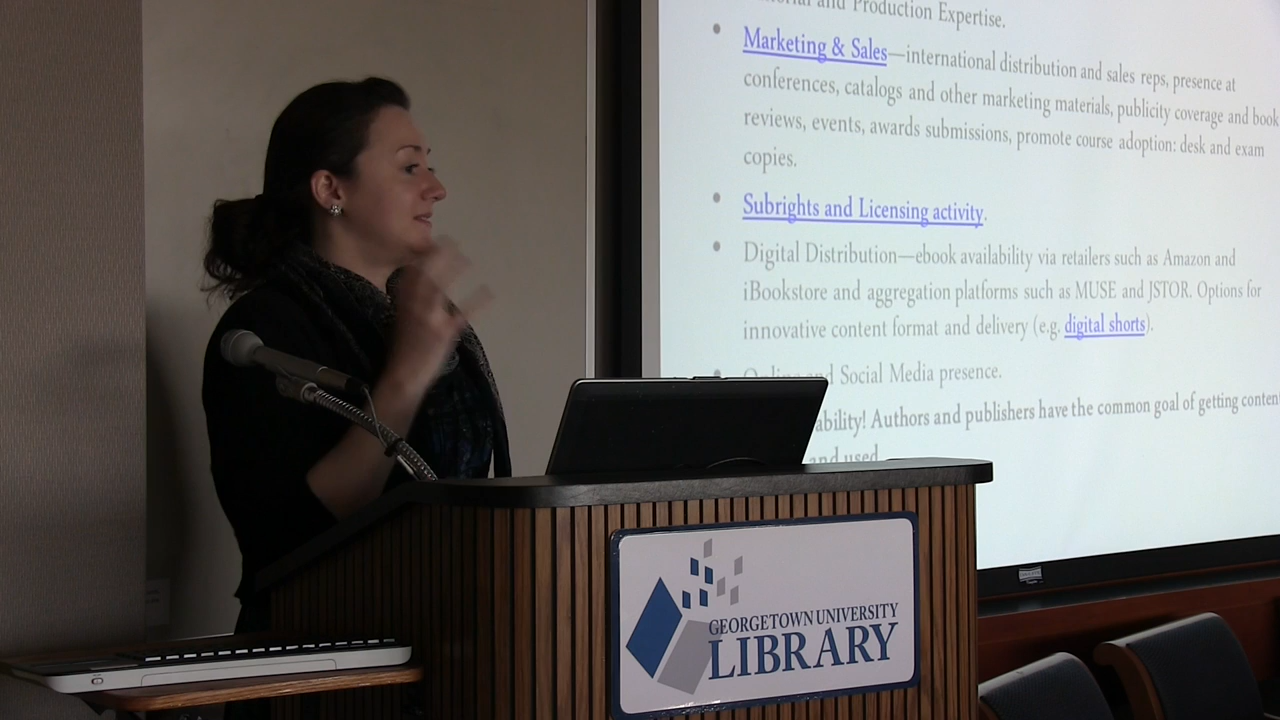 and Production Expertise.
Marketing & Sales—international distribution and sales reps, presence at
conferences, catalogs and other marketing materials, publicity coverage and book
reviews, events, awards submissions, promote course adoption: desk and exam
copies.
Subrights and Licensing activity.
Digital Distribution—ebook availability via retailers such as Amazon and
iBookstore and aggregation platforms such as MUSE and JSTOR. Options for
innovative content format and delivery (e.g. digital shorts).
Online and Social Media presence.
ability! Authors and publishers have the common goal of getting content
and used
GEORGETOWN UNIVERSITY
LIBRARY